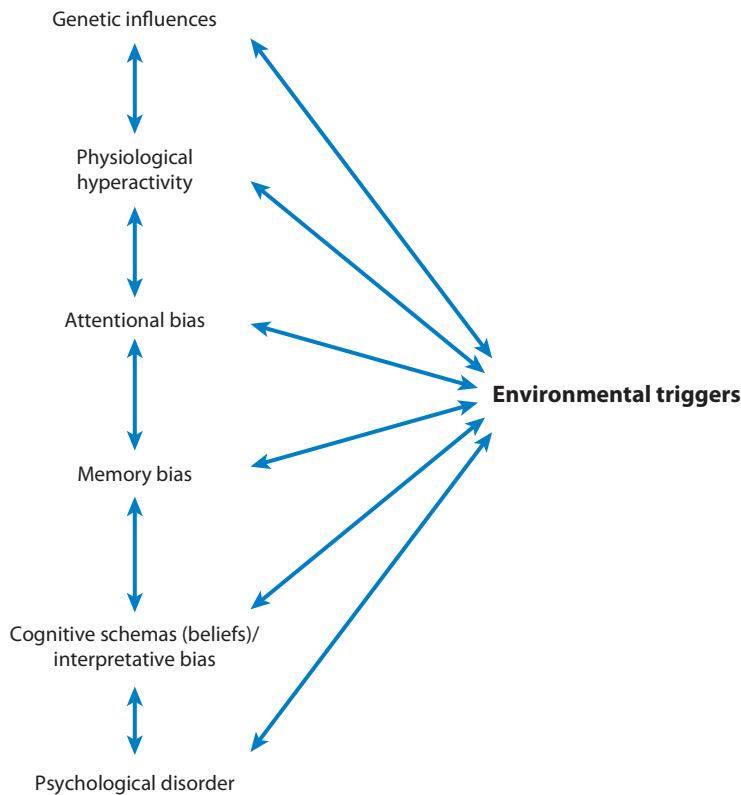 Genetic influences
Physiological
hyperactivity
Attentional bias
Environmental triggers
Memory bias
Cognitive schemas (beliefs)/
interpretative bias
Psychological disorder